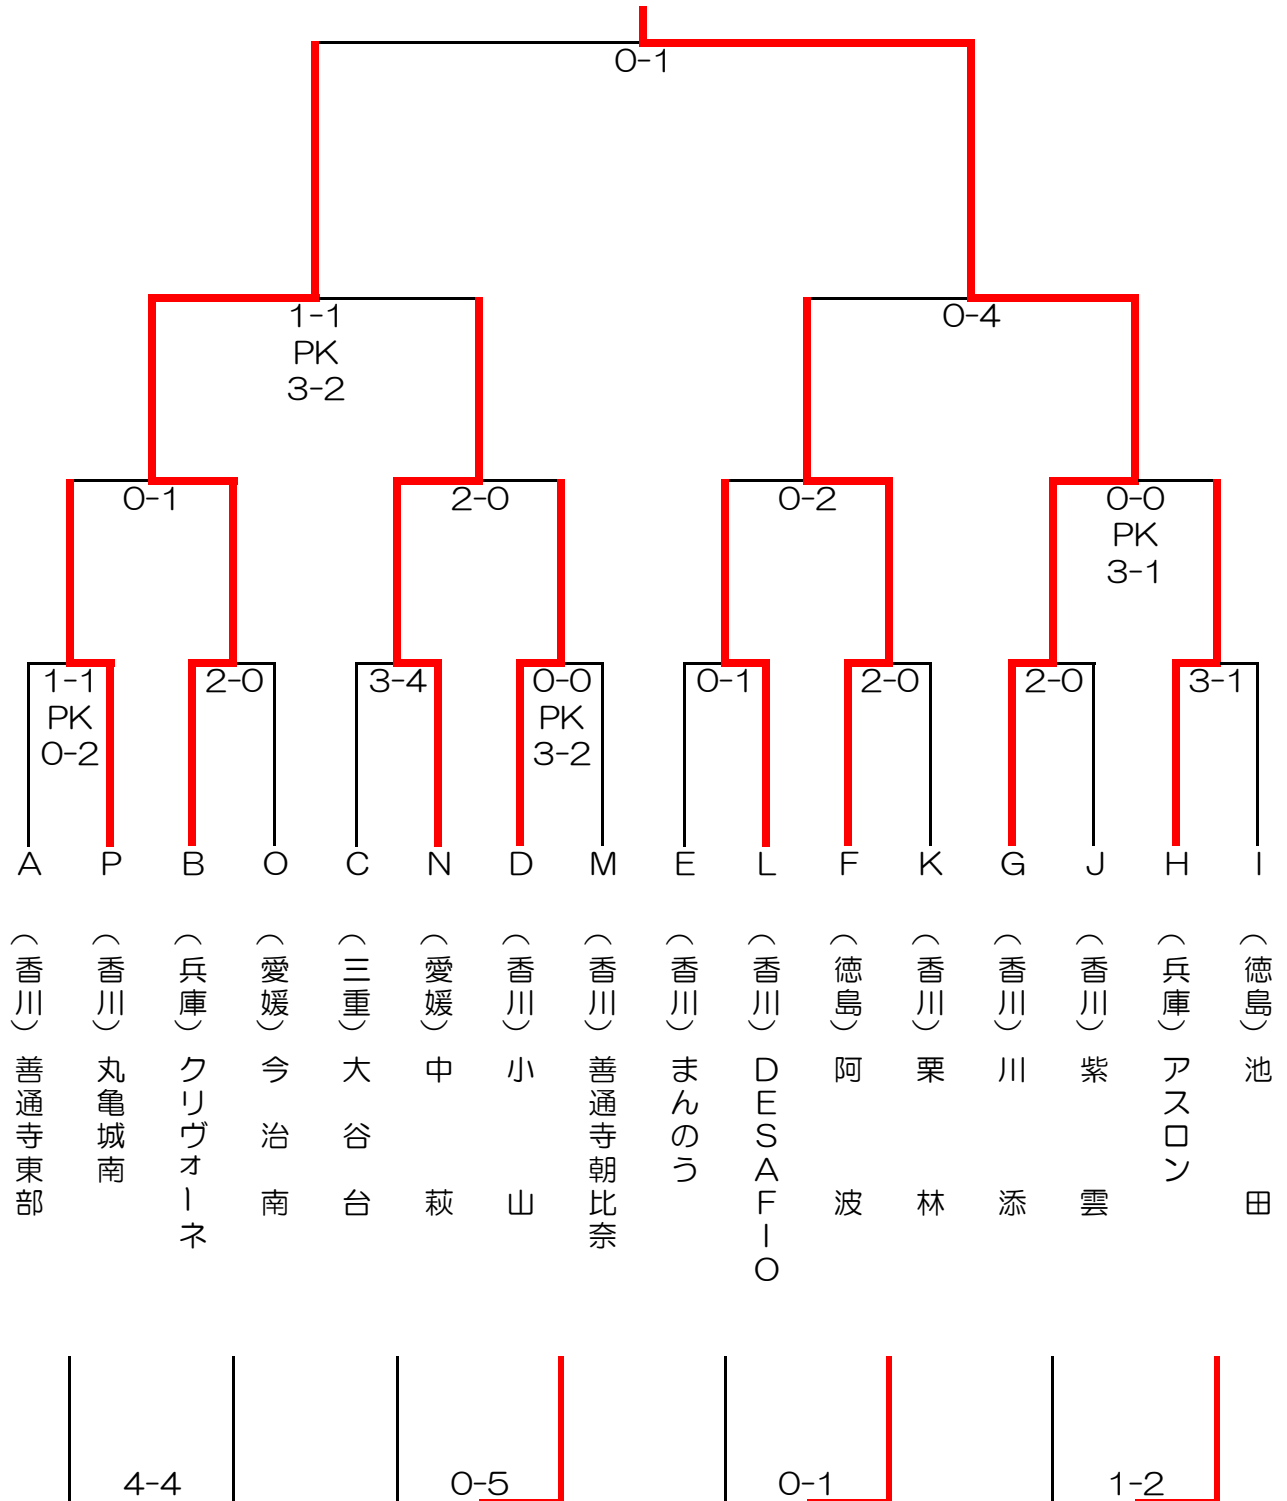 0-1
1-1
PK
3-2
0-4
0-1
2-0
0-2
0-0
PK
3-1
1-1
PK
0-2
2-0
3-4
0-0
PK
3-2
0-1
2-0
2-0
3-1
A
P
B
O
C
N
D
M
E
L
F
K
G
J
H
I
（香川）善通寺東部
（香川）丸亀城南
（兵庫）クリヴォーネ
（愛媛）今治南
（三重）大谷台
（愛媛）中萩
（香川）小山
（香川）善通寺朝比奈
（香川）まんのう
（香川）DESAFIO
（徳島）阿波
（香川）栗林
（香川）川添
（香川）紫雲
（兵庫）アスロン
（徳島）池田
4-4
0-5
0-1
1-2